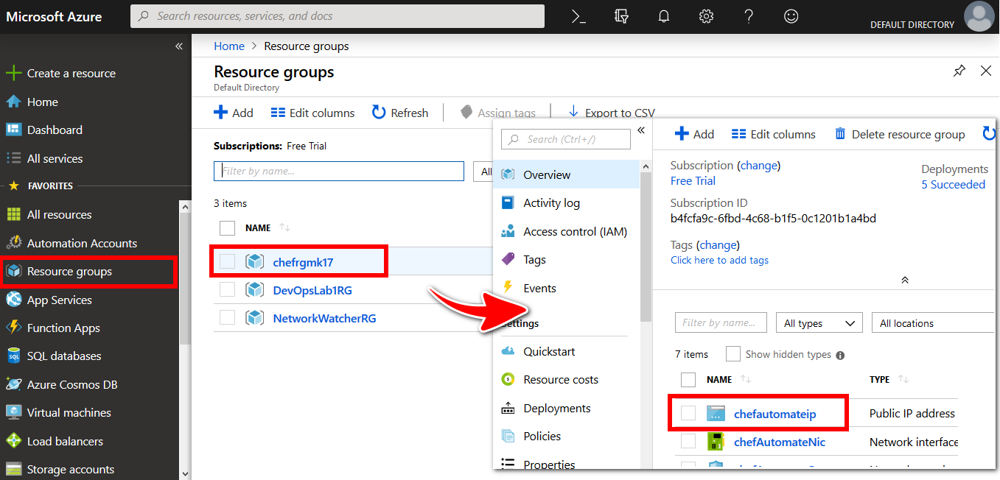 Microsoft Azure
Search resources, services, and docs
DEFAULT DIRECTORY
Create a resource
Home
Dashboard
All services
FAVORITES
All resources
Automation Accounts
Resource groups
App Services
Function Apps
SQL databases
Azure Cosmos DB
Virtual machines
Load balancers
Storage accounts
Home > Resource groups
Resource groups
Default Directory
Add
Edit columns
Refresh
Assign tags
Export to CSV
Subscriptions: Free Trial
Filter by name...
All
3 items
NAME
chefrgmk17
DevOpsLab1RG
NetworkWatcherRG
Search (Ctrl+/)
Overview
Activity log
Access control (IAM)
Tags
Events
Quickstart
Resource costs
Deployments
Policies
Properties
Add
Edit columns
Delete resource group
Subscription (change)
Free Trial
Deployments
5 Succeeded
Subscription ID
b4fcfa9c-6fbd-4c68-b1f5-0c1201b1a4bd
Tags (change)
Click here to add tags
Filter by name...
All types
All locations
7 items
Show hidden types
NAME
TYPE
chefautomateip
Public IP address
chefAutomateNic
Network interface